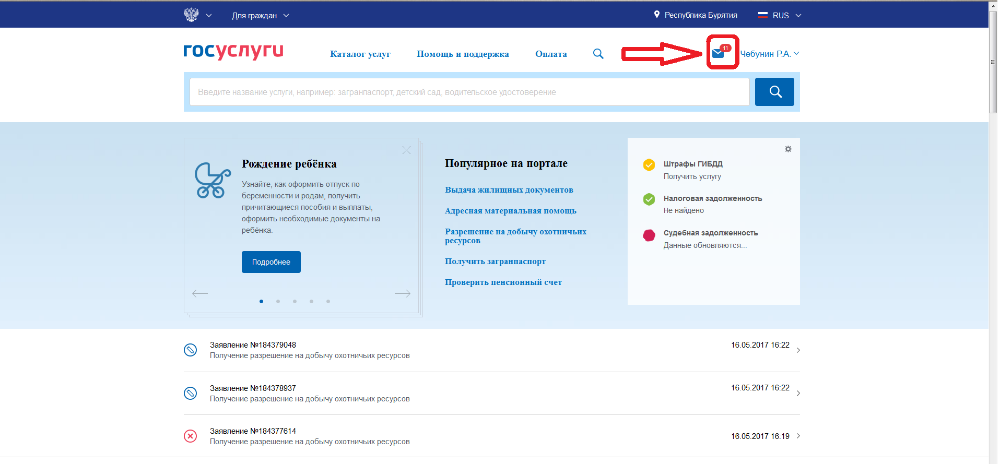 Для граждан
Республика Бурятия
RUS
госуслуги
Каталог услуг
Помощь и поддержка
Оплата
11
Чебунин Р.А.
Введите название услуги, например: загранпаспорт, детский сад, водительское удостоверение
Рождение ребёнка
Узнайте, как оформить отпуск по
беременности и родам, получить
причитающиеся пособия и выплаты,
оформить необходимые документы на
ребёнка.
Подробнее
Популярное на портале
Выдача жилищных документов
Адресная материальная помощь
Разрешение на добычу охотничьих
ресурсов
Получить загранпаспорт
Проверить пенсионный счет
Штрафы ГИБДД
Получить услугу
Налоговая задолженность
Не найдено
Судебная задолженность
Данные обновляются...
Заявление №184379048
16.05.2017 16:22
Получение разрешение на добычу охотничьих ресурсов
Заявление №184378937
16.05.2017 16:22
Получение разрешение на добычу охотничьих ресурсов
Заявление №184377614
16.05.2017 16:19
Получение разрешение на добычу охотничьих ресурсов